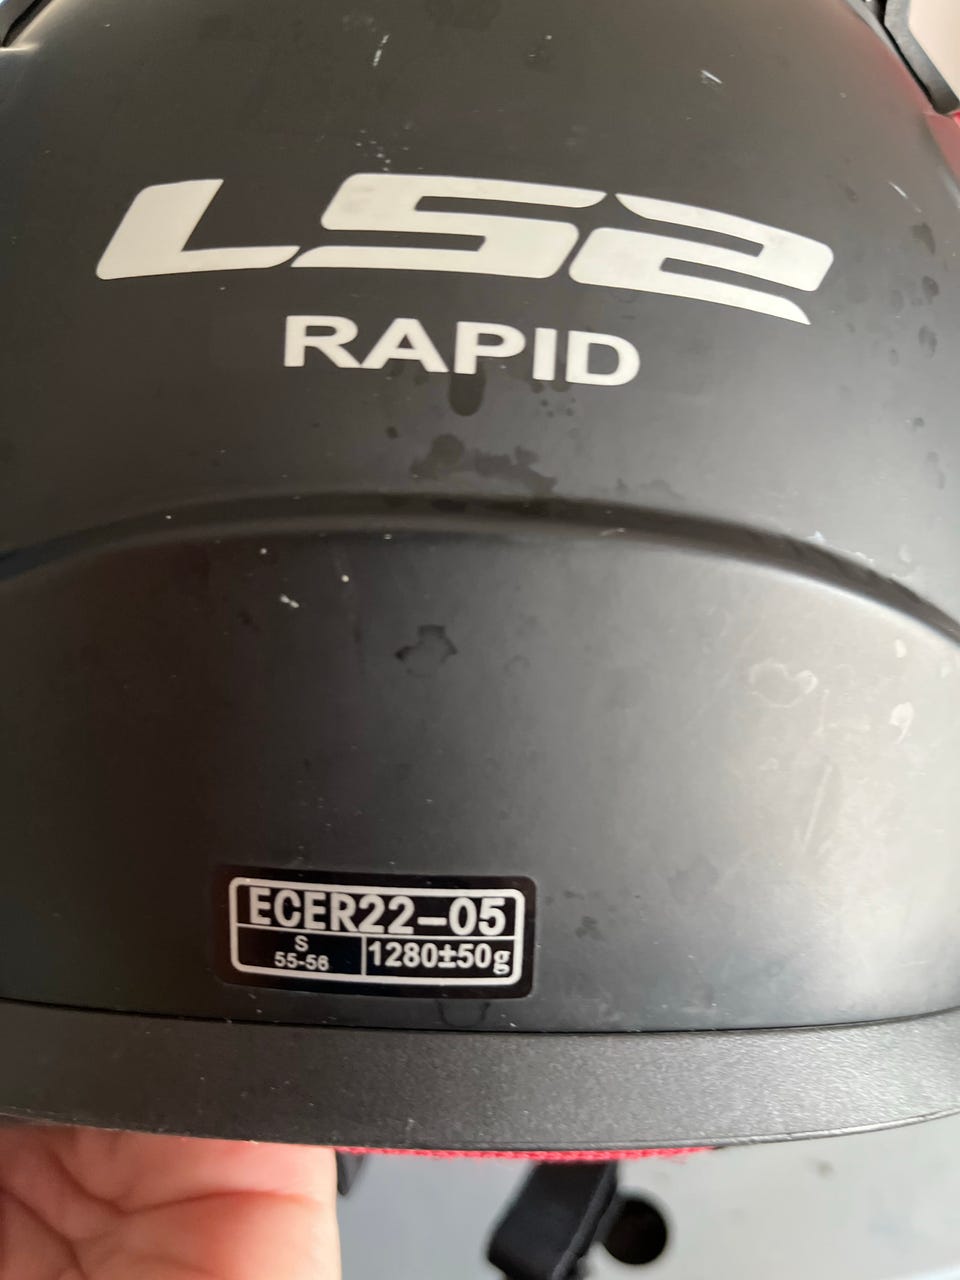 LS2
RAPID
ECER22-05
S
55-56
1280±50g